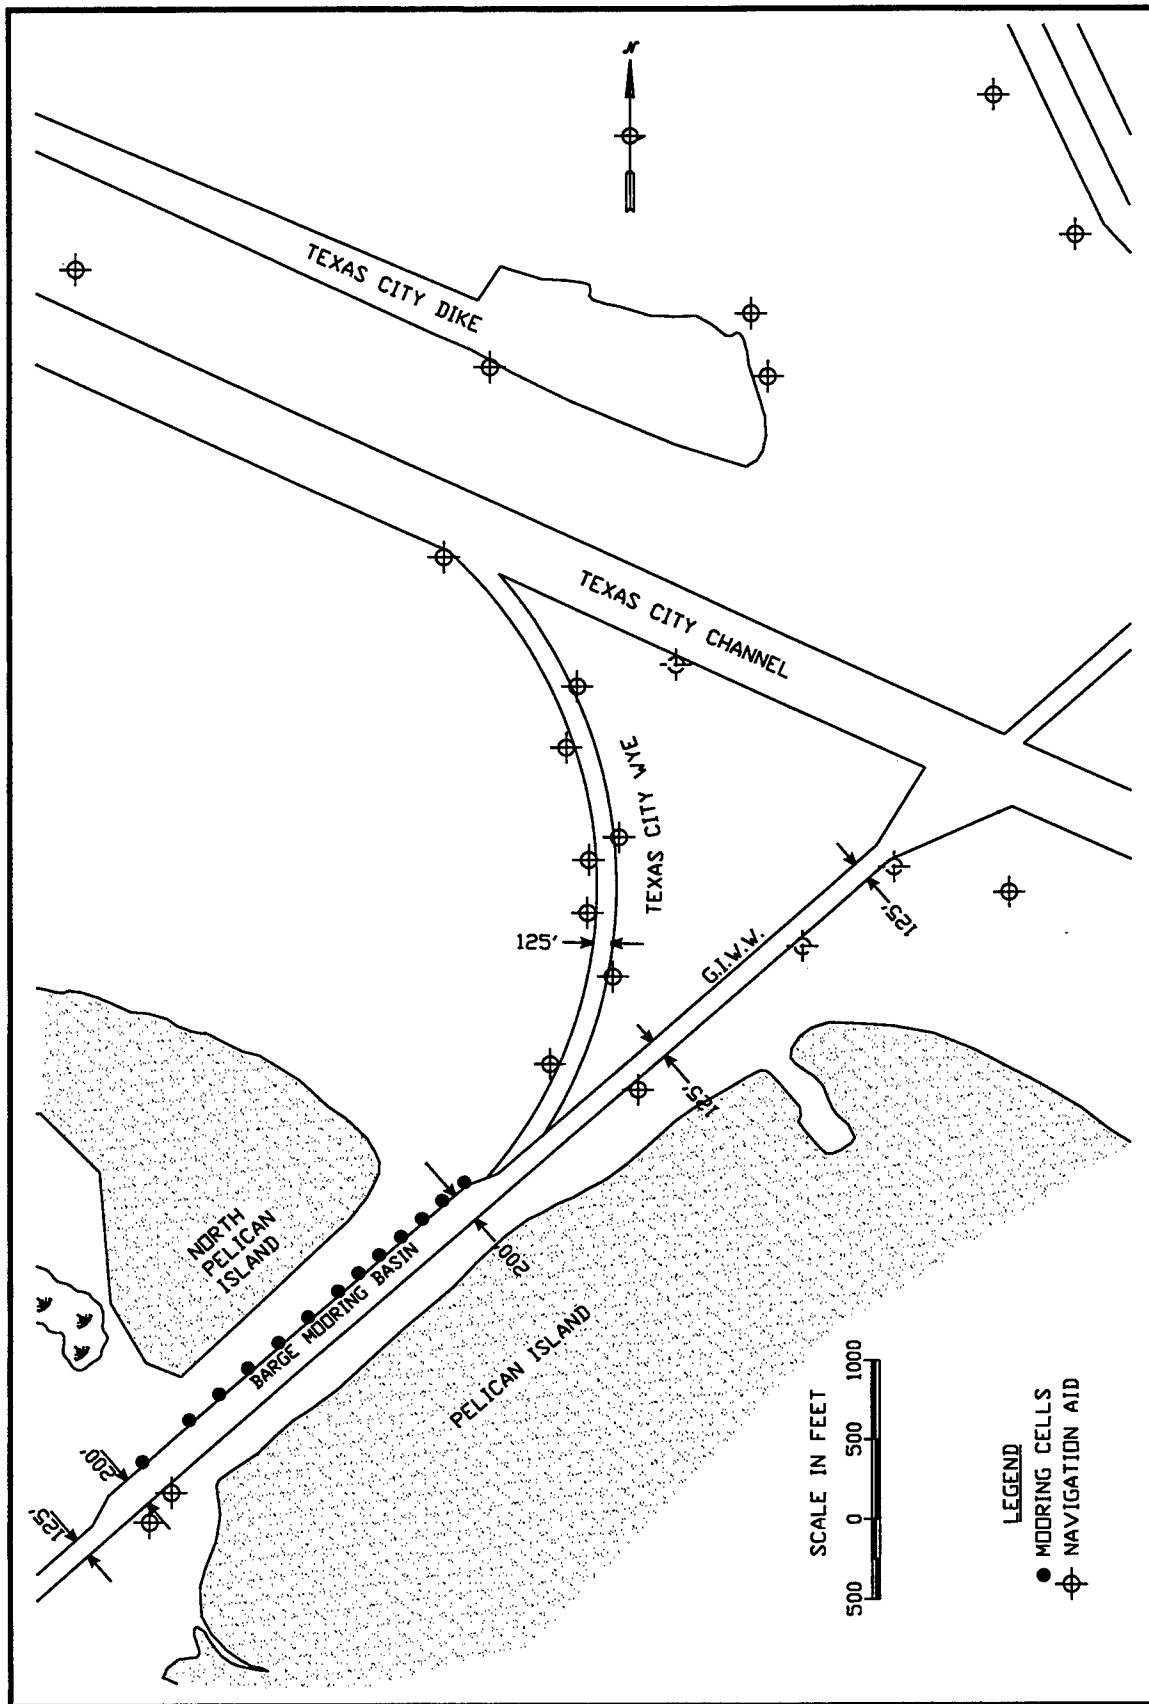 N
TEXAS CITY DIKE
TEXAS CITY CHANNEL
TEXAS CITY WYE
125'
G.I.W.W.
125'
125'
NORTH
PELICAN
ISLAND
BARGE MOORING BASIN
200'
200'
125'
PELICAN ISLAND
SCALE IN FEET
500 0 500 1000
LEGEND
MOORING CELLS
NAVIGATION AID